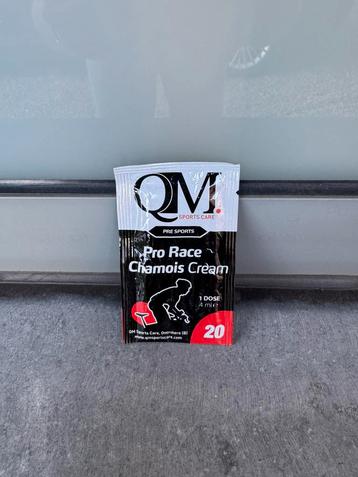 QM.
SPORTS CARE
PRE SPORTS
Pro Race
Chamois Cream
1 DOSE
4 ml e
20
QM Sports Care, Overmere (B)
www.qmsportscare.com